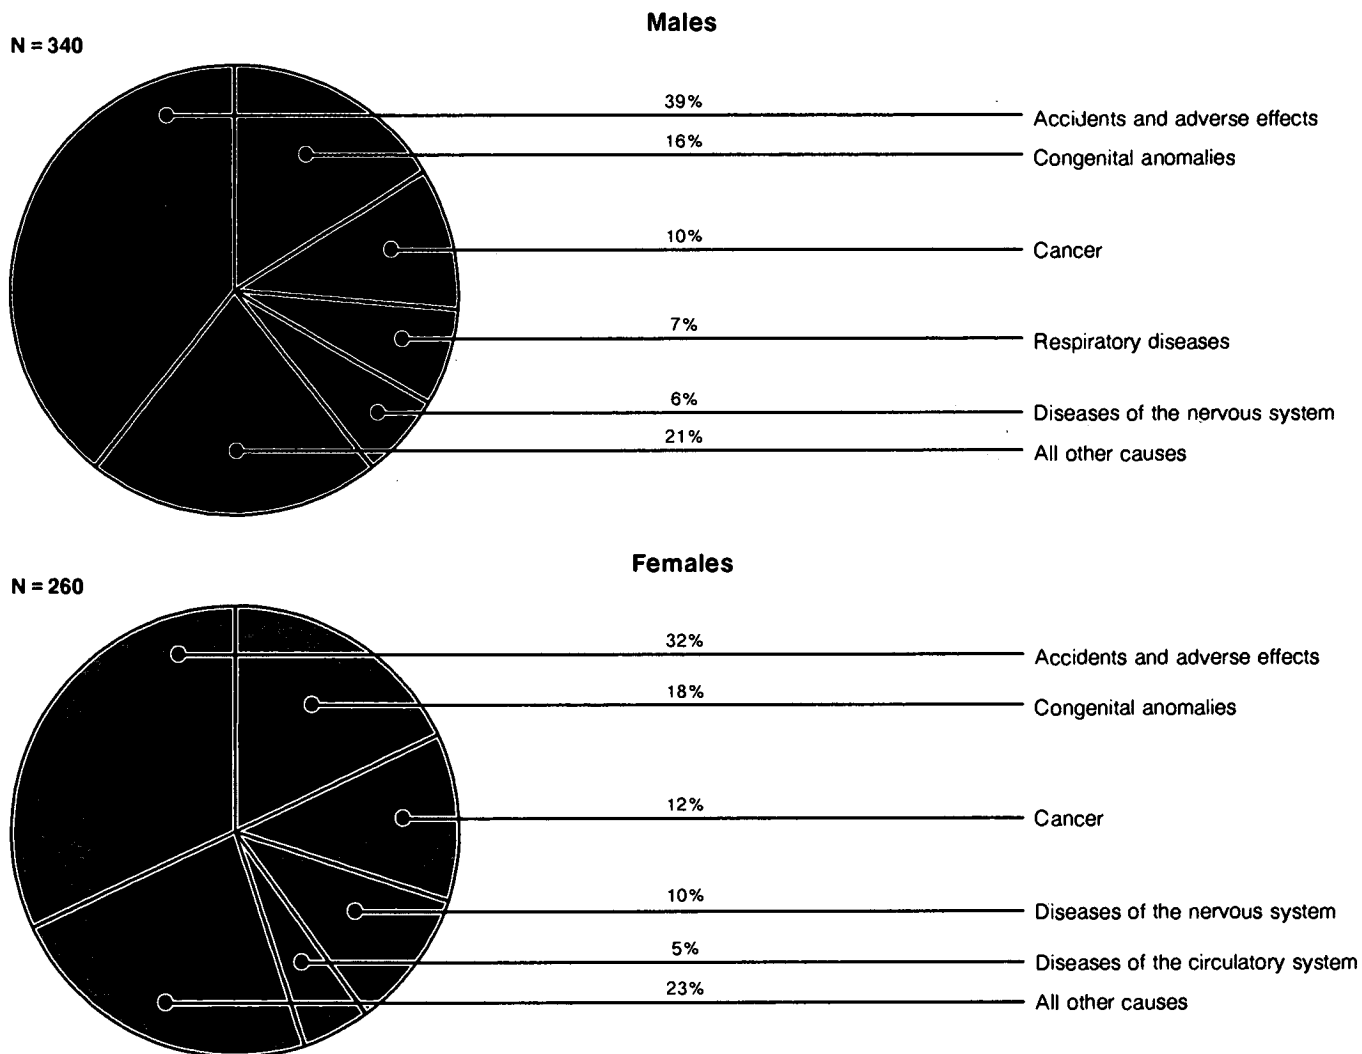 Males
N = 340
39%
Accidents and adverse effects
16%
Congenital anomalies
10%
Cancer
7%
Respiratory diseases
6%
Diseases of the nervous system
21%
All other causes
Females
N = 260
32%
Accidents and adverse effects
18%
Congenital anomalies
12%
Cancer
10%
Diseases of the nervous system
5%
Diseases of the circulatory system
23%
All other causes